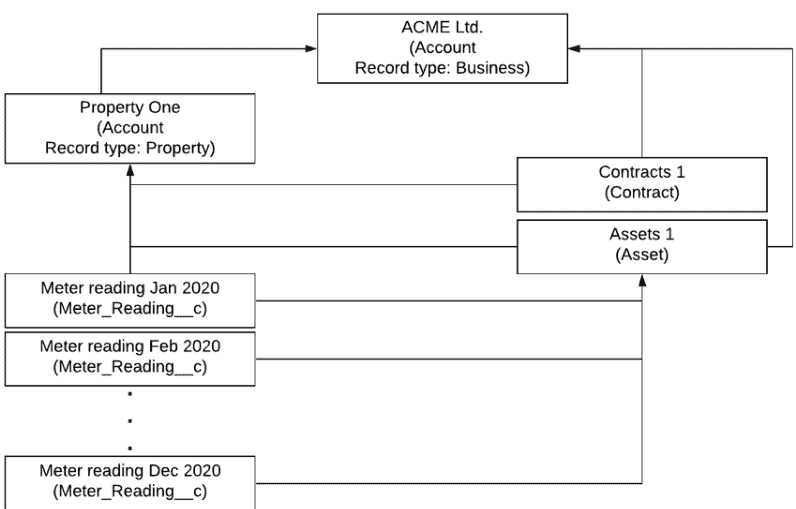 ACME Ltd.
(Account
Record type: Business)
Property One
(Account
Record type: Property)
Contracts 1
(Contract)
Assets 1
(Asset)
Meter reading Jan 2020
(Meter_Reading__c)
Meter reading Feb 2020
(Meter_Reading__c)
Meter reading Dec 2020
(Meter_Reading__c)